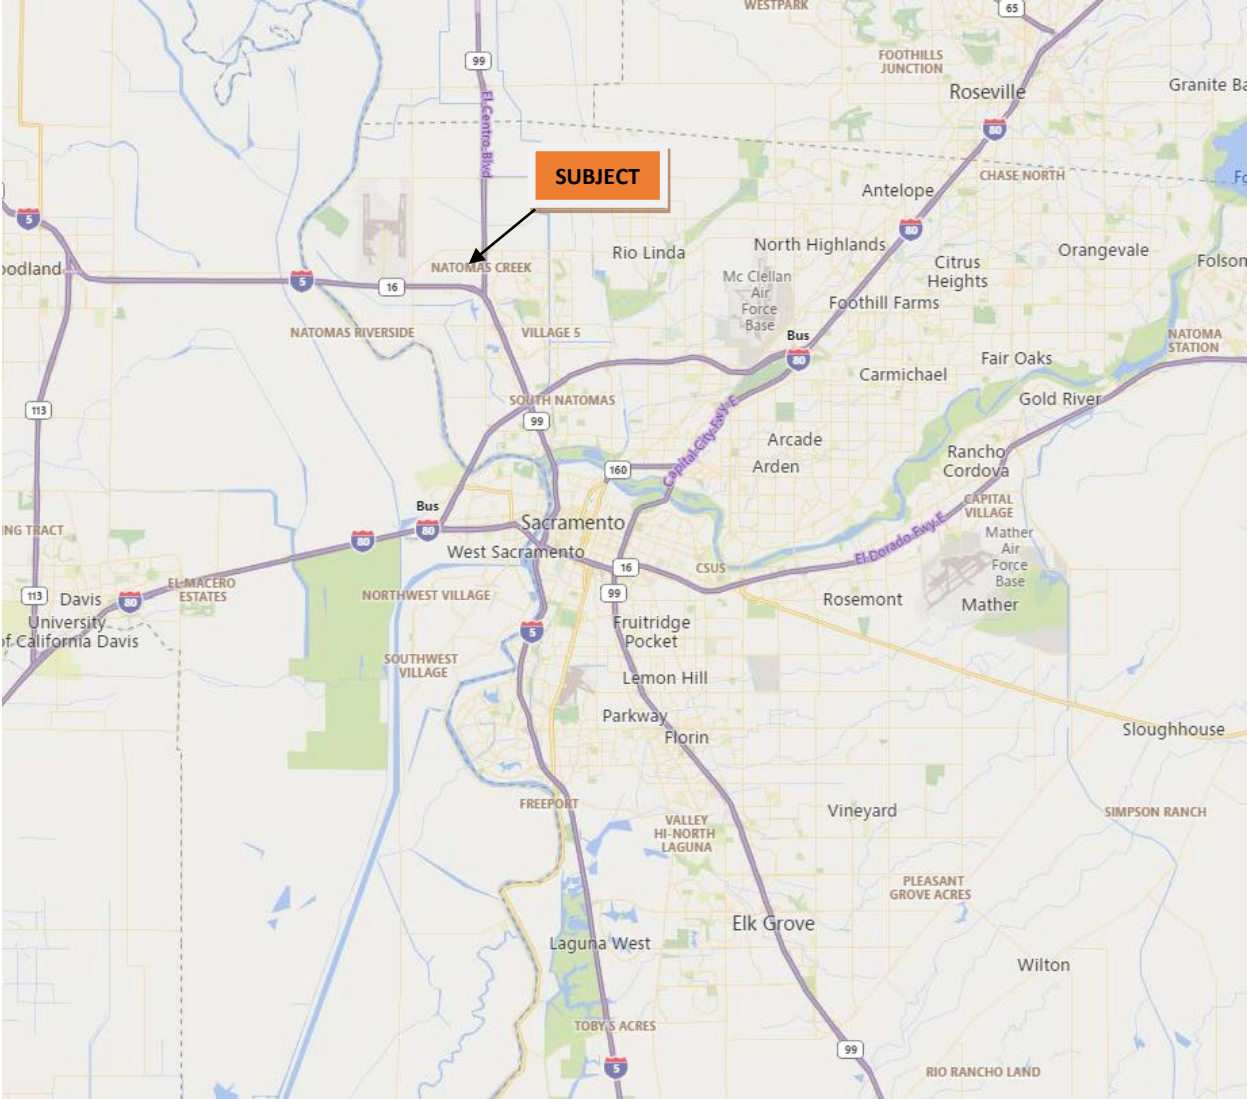 WESTPARK
65
FOOTHILLS
JUNCTION
99
Roseville
Granite Ba
El Centro Blvd
80
SUBJECT
CHASE NORTH
Antelope
5
80
North Highlands
Orangevale
Rio Linda
Citrus
Heights
Folsom
oodland
NATOMAS CREEK
Mc Clellan
Air
Force
Base
5
16
Foothill Farms
NATOMAS RIVERSIDE
VILLAGE 5
Bus
80
NATOMA
STATION
Fair Oaks
Carmichael
Gold River
SOUTH NATOMAS
113
99
Capital City Fwy E
Arcade
Arden
Rancho
Cordova
160
CAPITAL
VILLAGE
Bus
80
Sacramento
El Dorado Fwy E
Mather
Air
Force
Base
NG TRACT
80
West Sacramento
16
CSUS
EL MACERO
ESTATES
113
Davis
80
NORTHWEST VILLAGE
99
Rosemont
Mather
University
of California Davis
5
Fruitridge
Pocket
SOUTHWEST
VILLAGE
Lemon Hill
Parkway
Florin
Sloughhouse
FREEPORT
Vineyard
SIMPSON RANCH
VALLEY
HI-NORTH
LAGUNA
PLEASANT
GROVE ACRES
Elk Grove
Laguna West
Wilton
TOBY'S ACRES
99
5
RIO RANCHO LAND